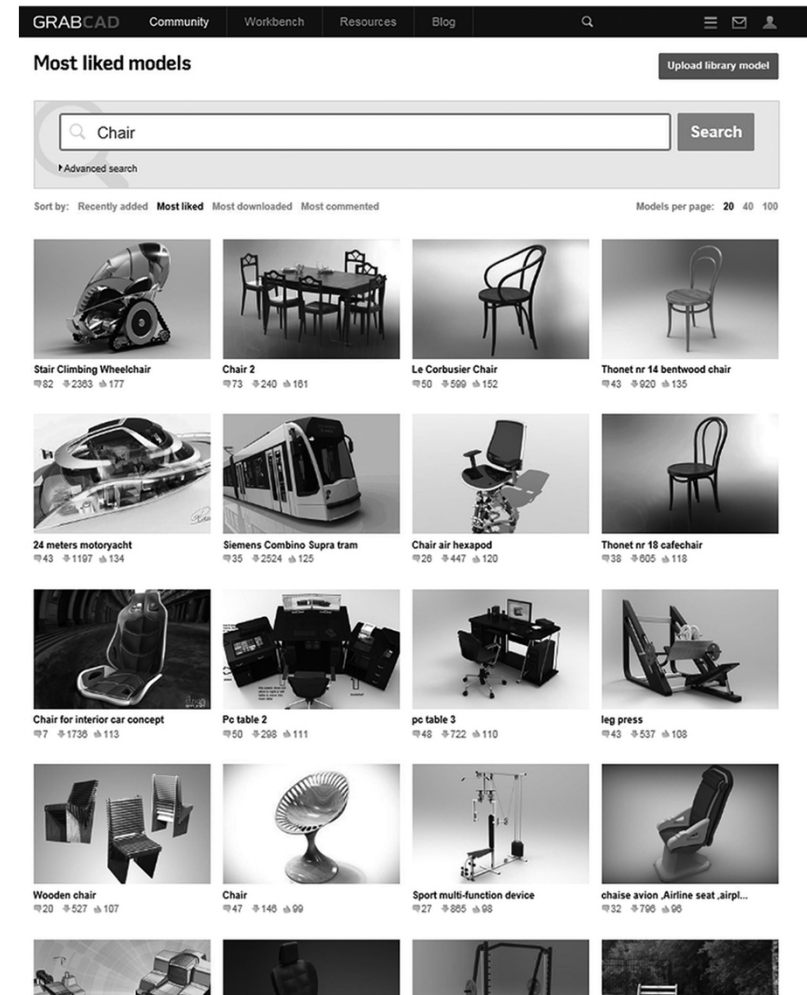 GRABCAD Community Workbench Resources Blog
Most liked models
Upload library model
Chair
Search
Advanced search
Sort by: Recently added Most liked Most downloaded Most commented
Models per page: 20 40 100
Stair Climbing Wheelchair
82 2363 177
Chair 2
73 240 161
Le Corbusier Chair
50 599 152
Thonet nr 14 bentwood chair
43 920 135
24 meters motoryacht
43 1197 134
Siemens Combino Supra tram
35 2524 125
Chair air hexapod
26 447 120
Thonet nr 18 cafechair
38 605 118
Chair for interior car concept
7 1736 113
Pc table 2
50 298 111
pc table 3
48 722 110
leg press
43 537 108
Wooden chair
20 527 107
Chair
47 146 99
Sport multi-function device
27 865 98
chaise avion ,Airline seat ,airpl...
32 796 96